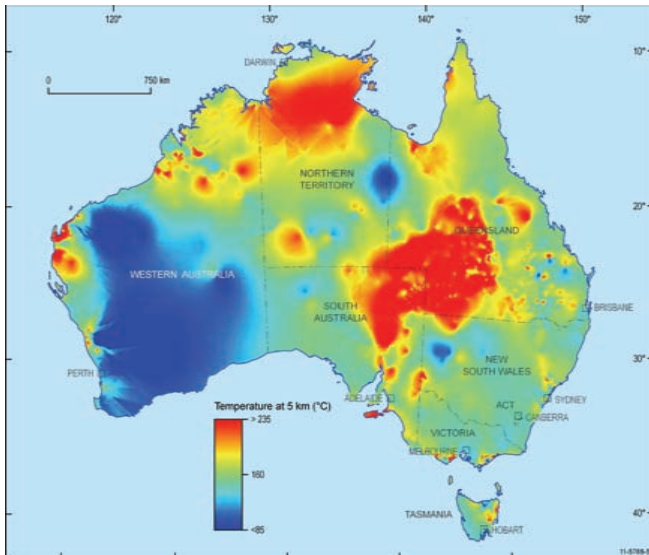 120°
130°
140°
150°
10°
DARWIN
0
750 km
NORTHERN
TERRITORY
20°
QUEENSLAND
WESTERN AUSTRALIA
SOUTH
AUSTRALIA
BRISBANE
30°
NEW
SOUTH WALES
PERTH
ADELAIDE
SYDNEY
ACT
CANBERRA
Temperature at 5 km (°C)
> 235
160
<85
VICTORIA
MELBOURNE
TASMANIA
40°
HOBART